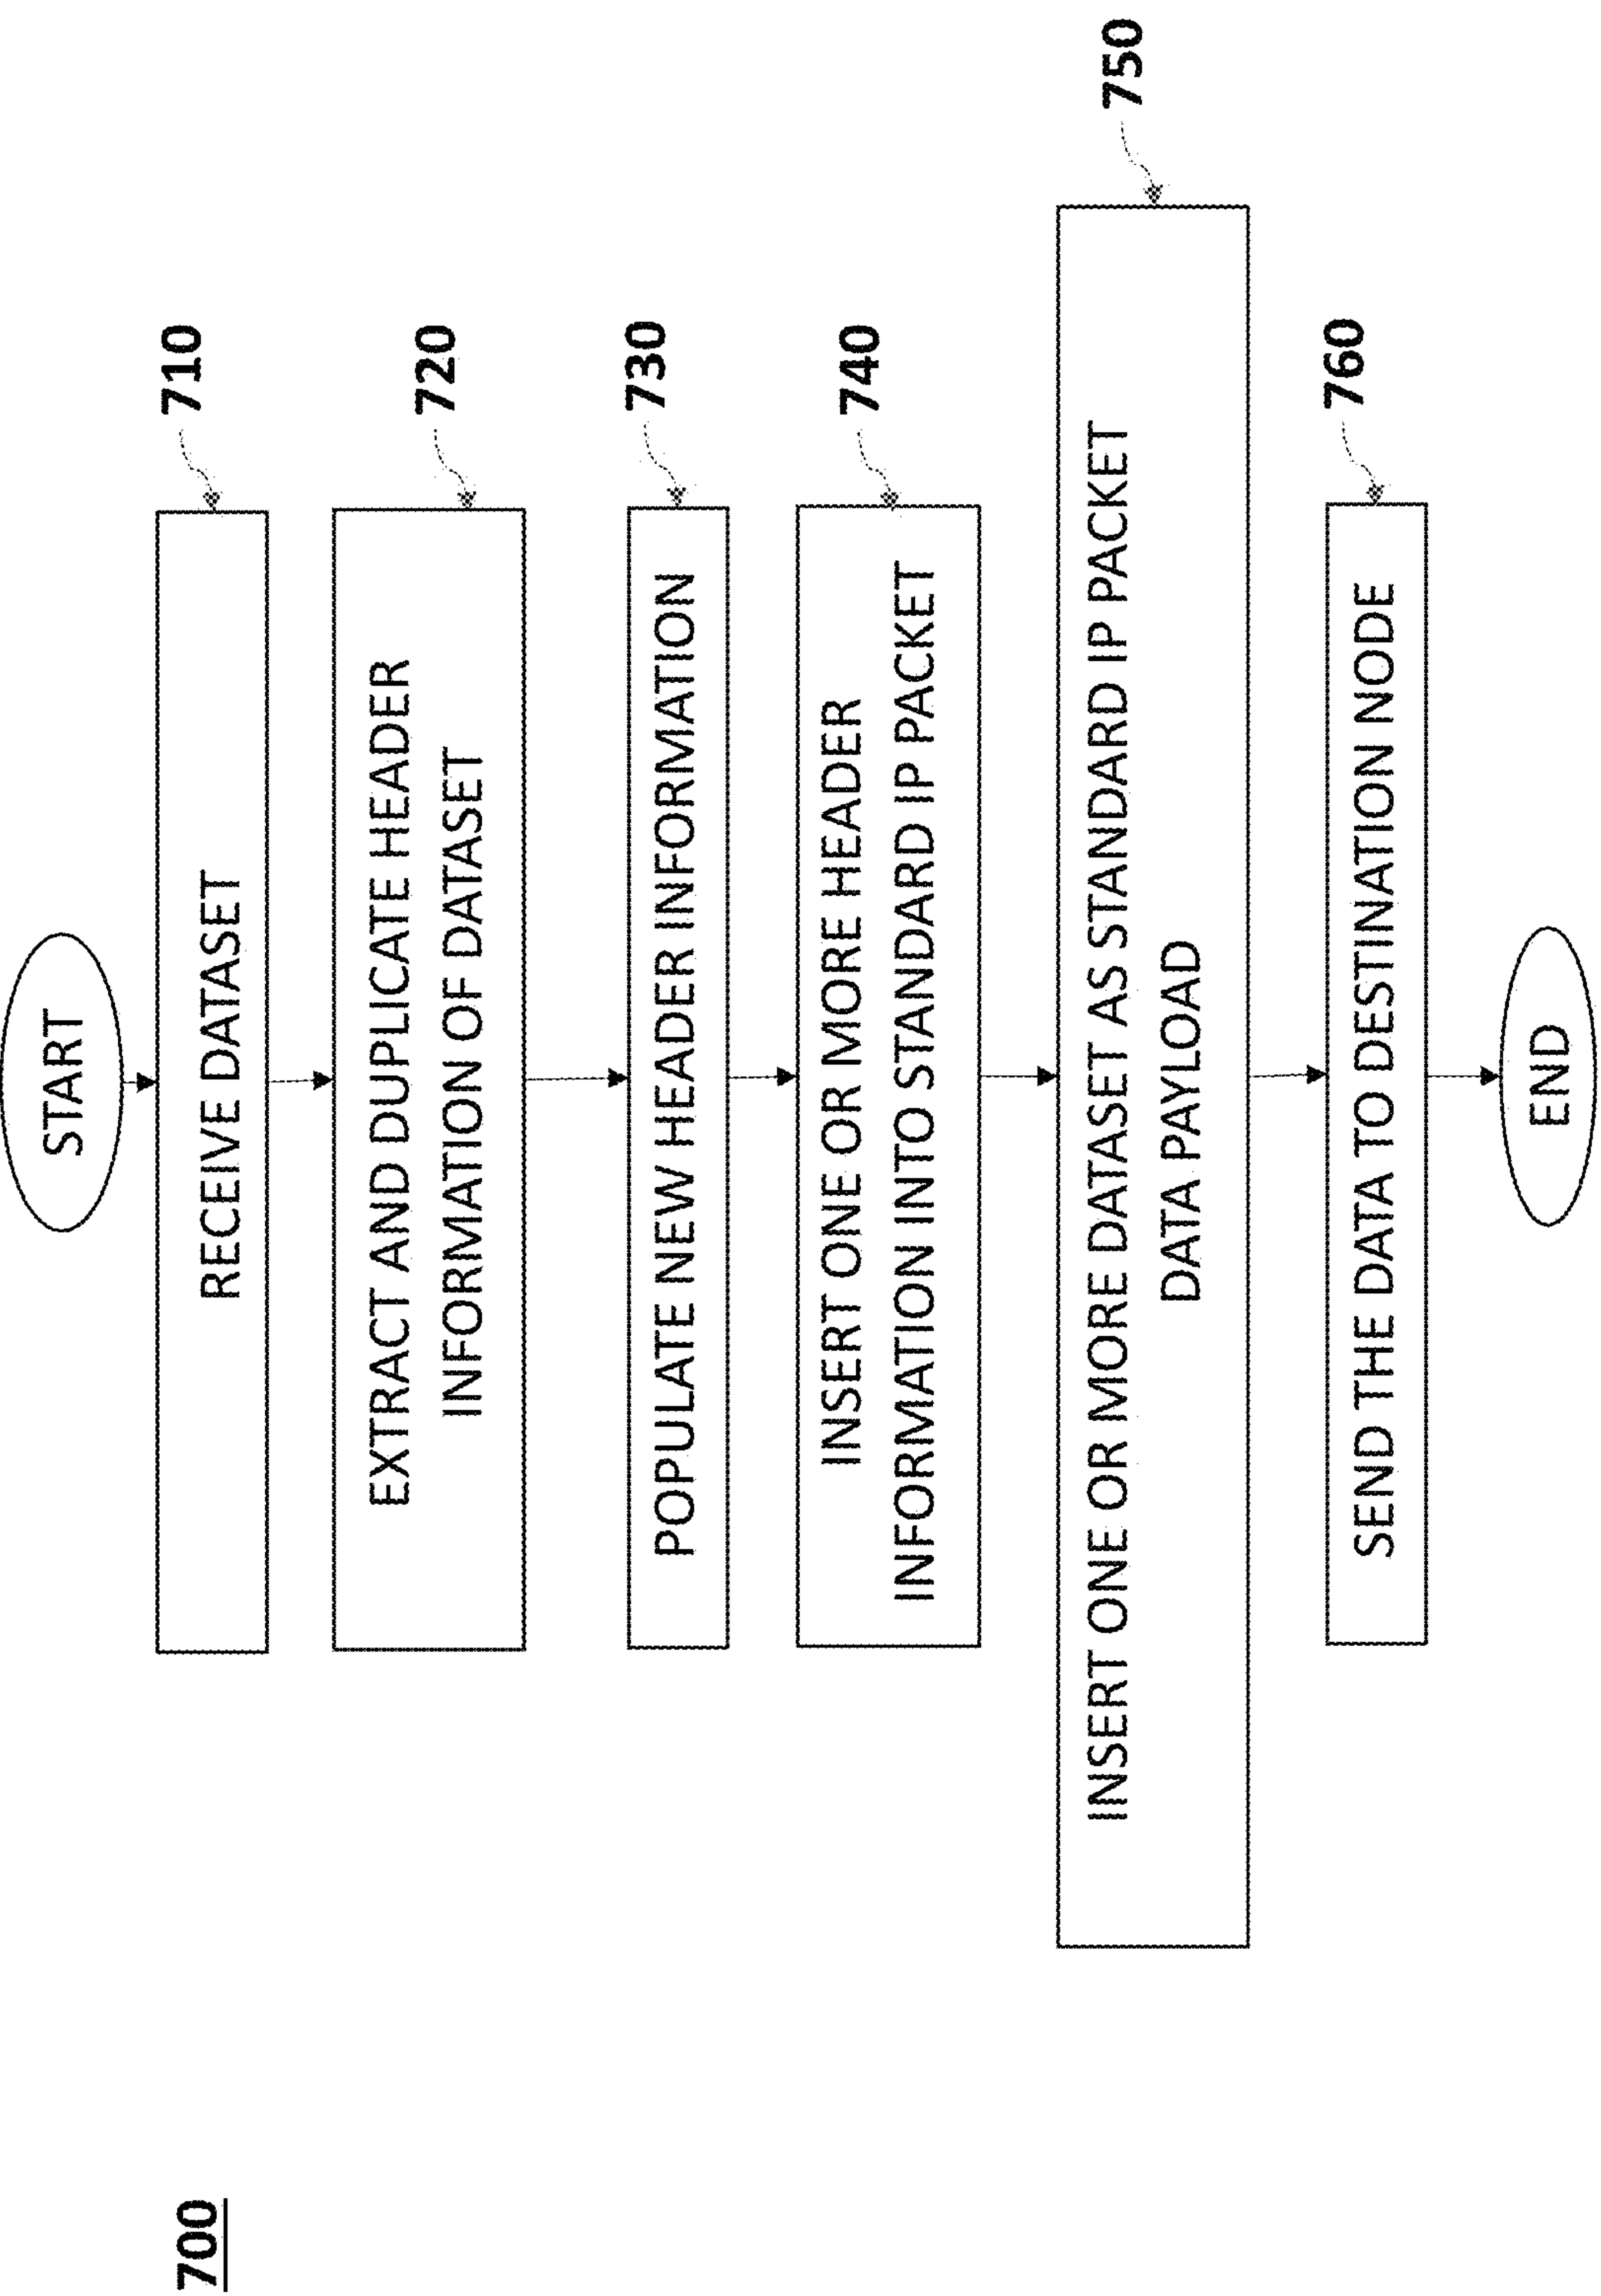 700
START
RECEIVE DATASET
710
EXTRACT AND DUPLICATE HEADER
INFORMATION OF DATASET
720
POPULATE NEW HEADER INFORMATION
730
INSERT ONE OR MORE HEADER
INFORMATION INTO STANDARD IP PACKET
740
INSERT ONE OR MORE DATASET AS STANDARD IP PACKET
DATA PAYLOAD
750
SEND THE DATA TO DESTINATION NODE
760
END